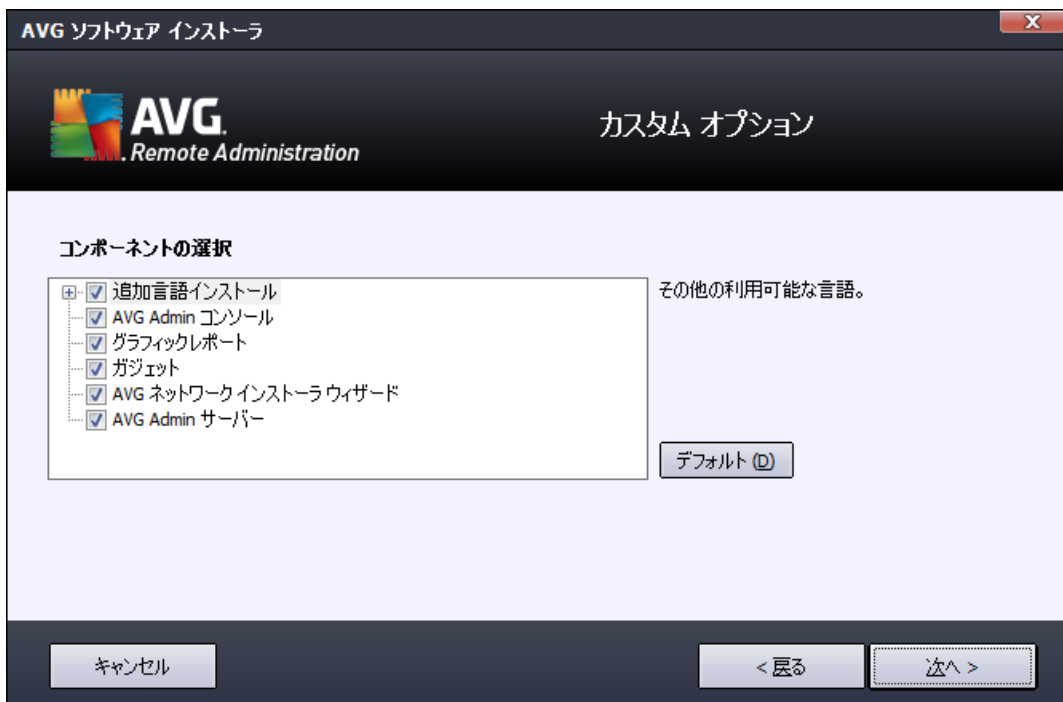 AVG ソフトウェア インストーラ
AVG.
Remote Administration
カスタム オプション
コンポーネントの選択
追加言語インストール
AVG Admin コンソール
グラフィックレポート
ガジェット
AVG ネットワークインストーラ ウィザード
AVG Admin サーバー
その他の利用可能な言語。
デフォルト (D)
キャンセル
< 戻る
次へ >